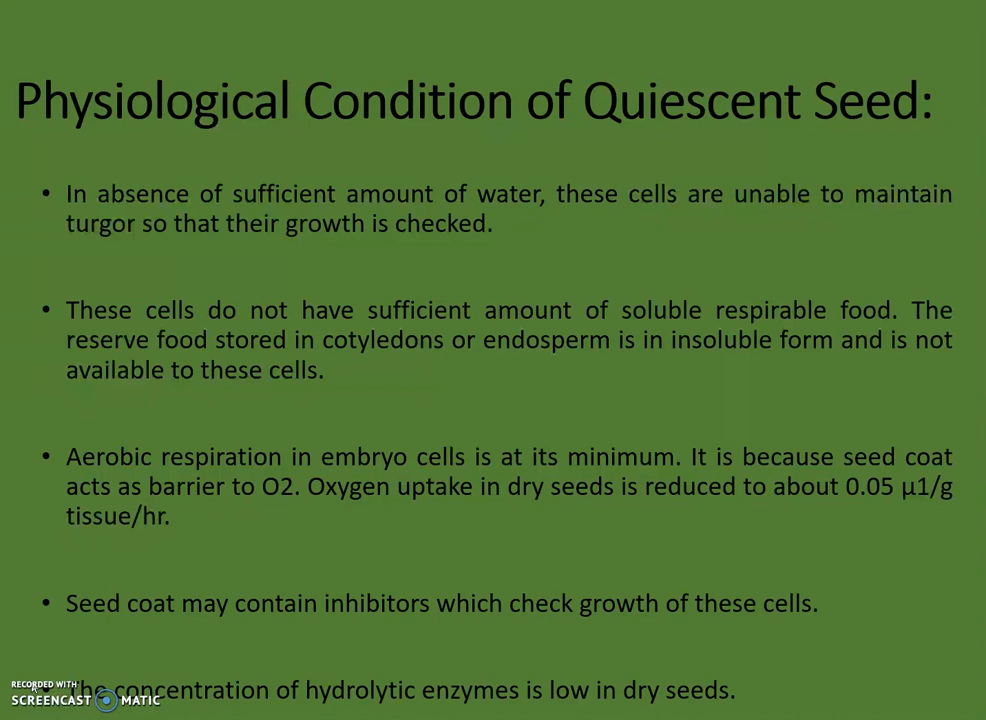 Physiological Condition of Quiescent Seed:
• In absence of sufficient amount of water, these cells are unable to maintain
turgor so that their growth is checked.
• These cells do not have sufficient amount of soluble respirable food. The
reserve food stored in cotyledons or endosperm is in insoluble form and is not
available to these cells.
• Aerobic respiration in embryo cells is at its minimum. It is because seed coat
acts as barrier to O2. Oxygen uptake in dry seeds is reduced to about 0.05 µ1/g
tissue/hr.
• Seed coat may contain inhibitors which check growth of these cells.
• The concentration of hydrolytic enzymes is low in dry seeds.
RECORDED WITH
SCREENCAST MATIC